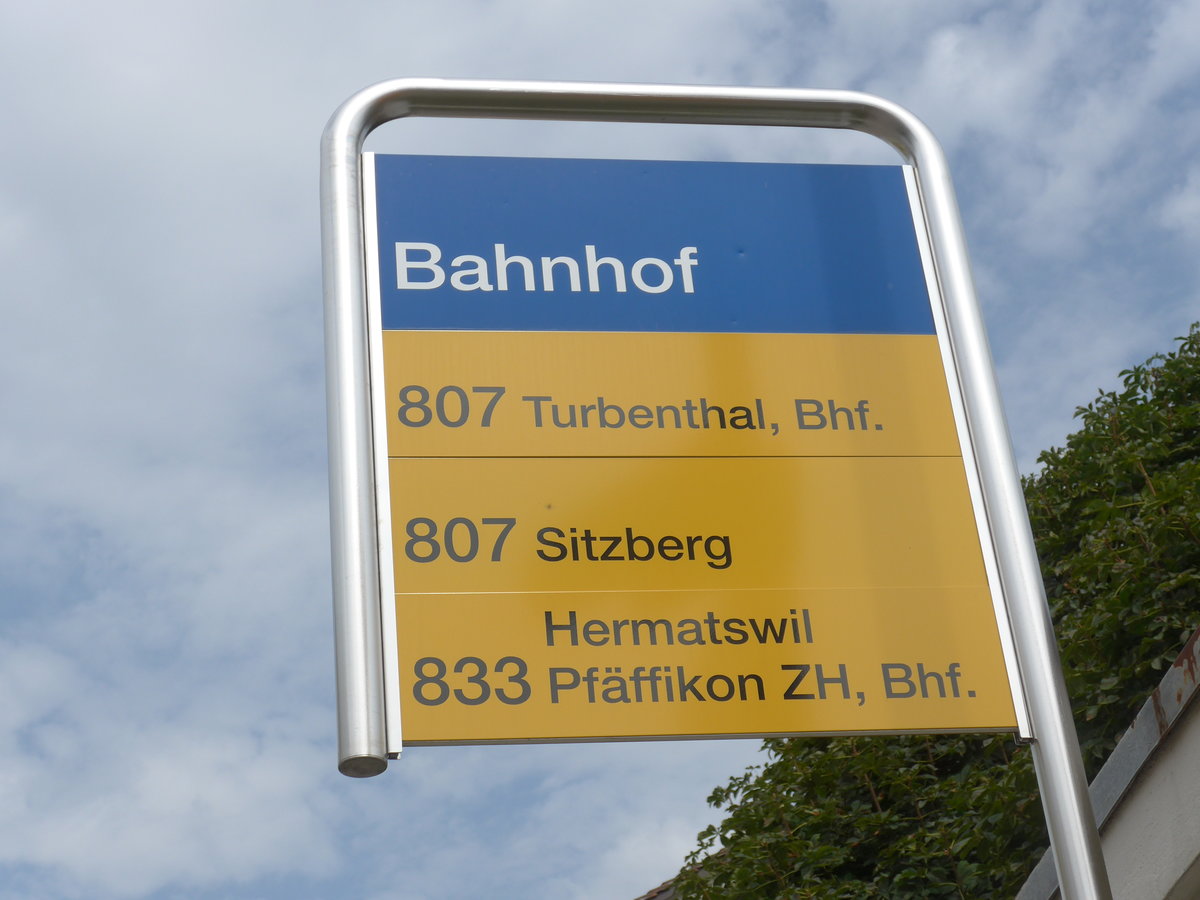 Bahnhof
807 Turbenthal, Bhf.
807 Sitzberg
Hermatswil
833 Pfäffikon ZH, Bhf.